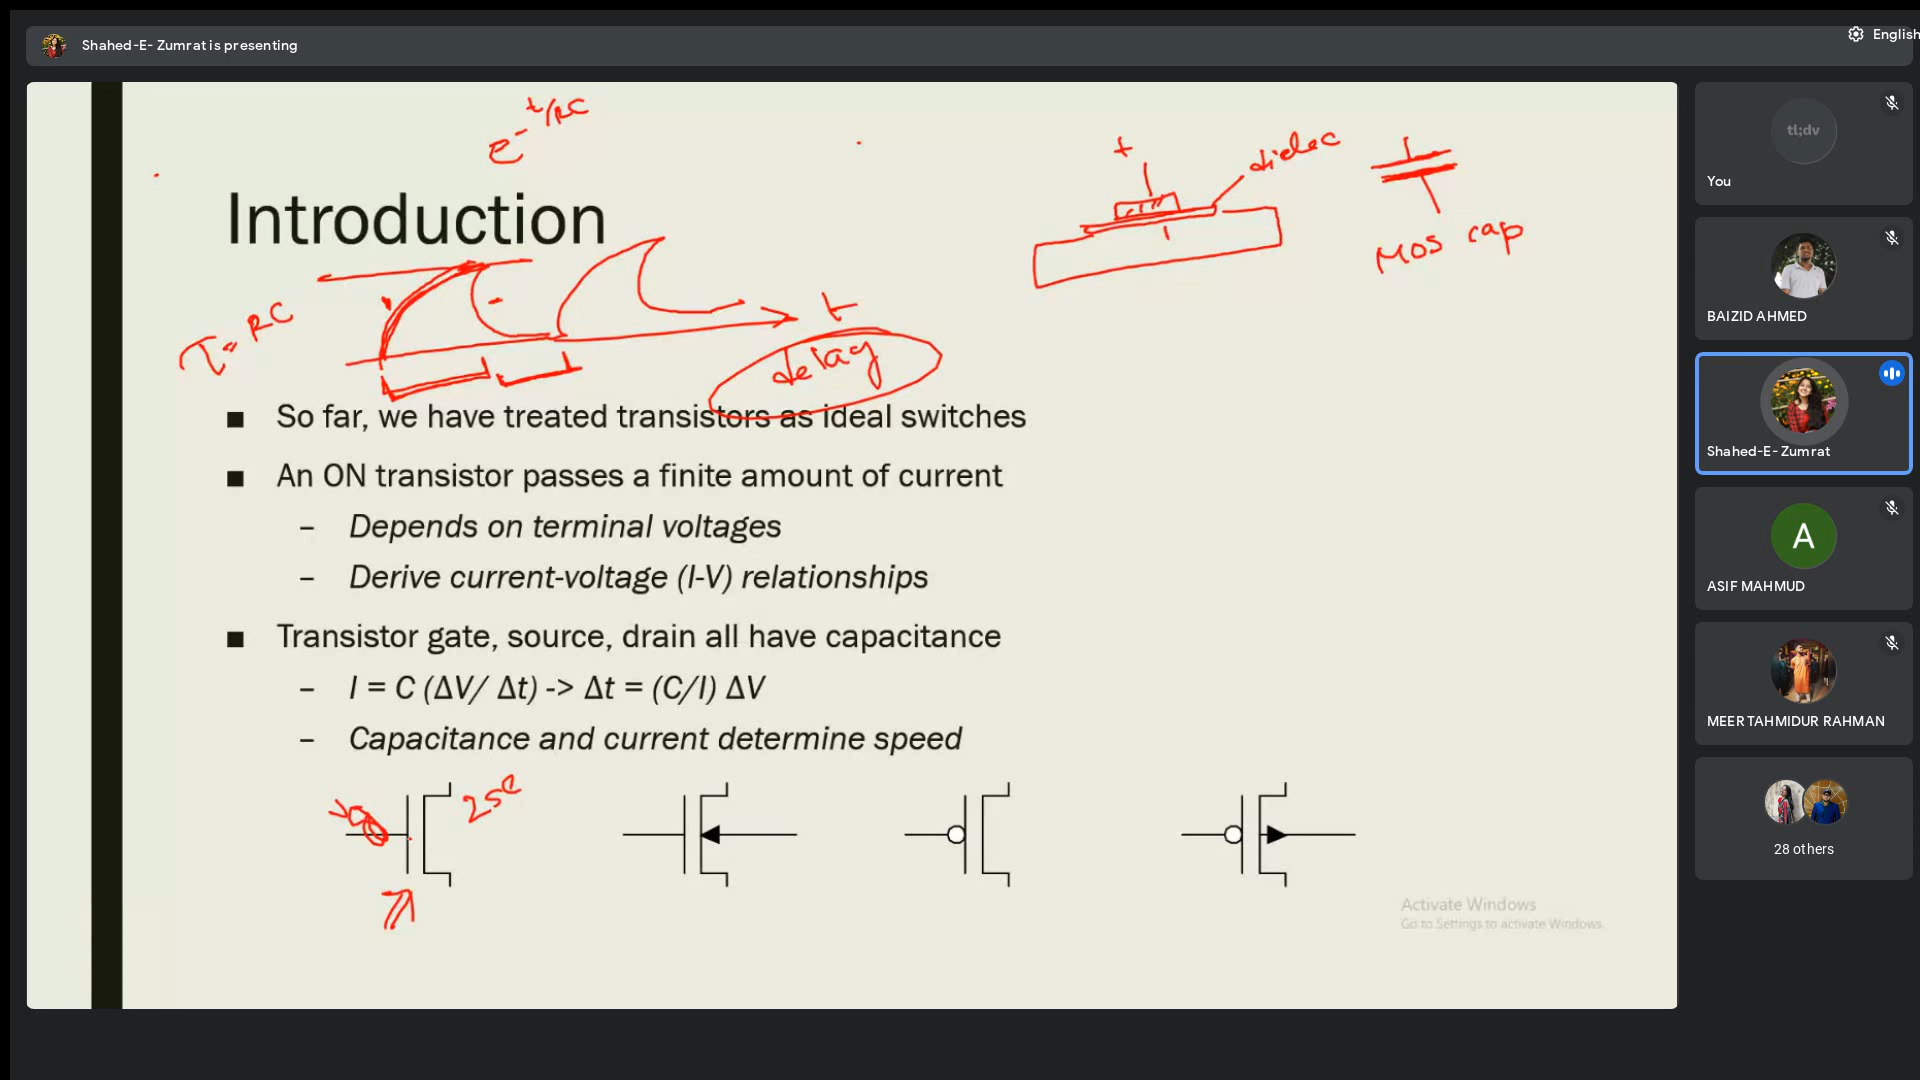 Shahed-E- Zumrat is presenting
English
e^-t/RC
Introduction
+
dielec
MOS cap
τ = RC
t
delay
■ So far, we have treated transistors as ideal switches
■ An ON transistor passes a finite amount of current
– Depends on terminal voltages
– Derive current-voltage (I-V) relationships
■ Transistor gate, source, drain all have capacitance
– I = C (ΔV/ Δt) -> Δt = (C/I) ΔV
– Capacitance and current determine speed
Activate Windows
Go to Settings to activate Windows.
tl;dv
You
BAIZID AHMED
Shahed-E- Zumrat
A
ASIF MAHMUD
MEER TAHMIDUR RAHMAN
28 others